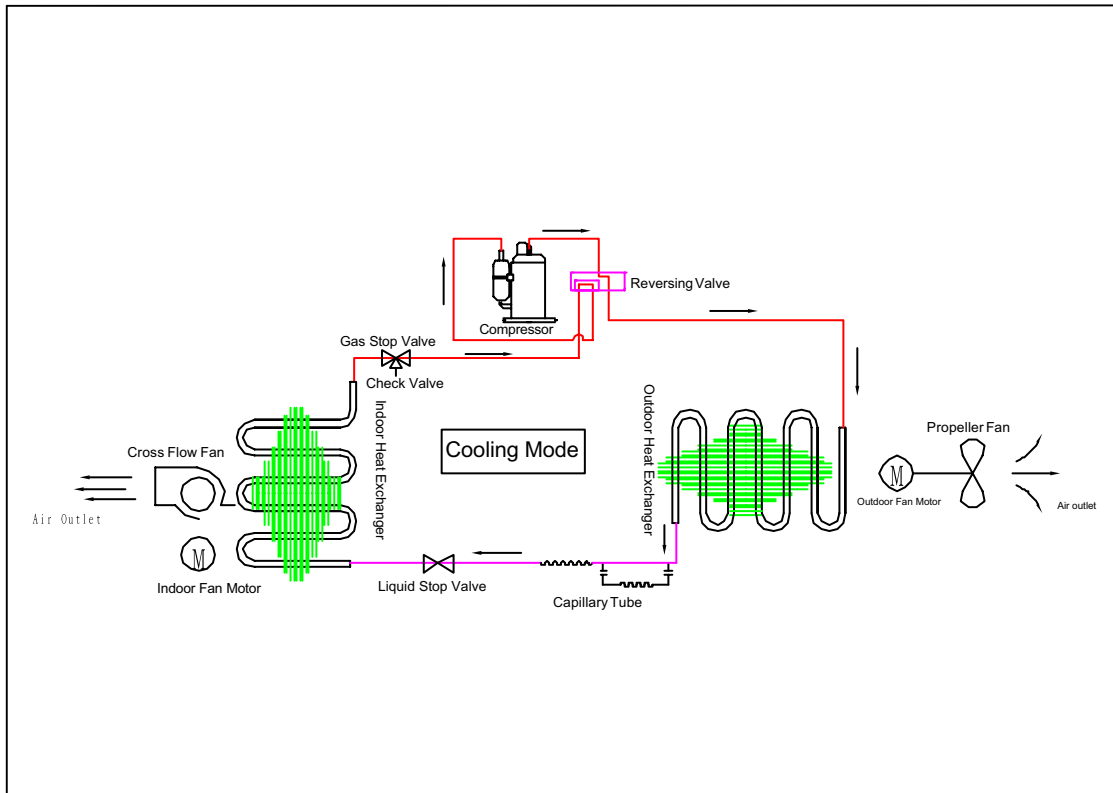 Reversing Valve
Compressor
Gas Stop Valve
Check Valve
Indoor Heat Exchanger
Outdoor Heat Exchanger
Cooling Mode
Cross Flow Fan
Propeller Fan
M
Outdoor Fan Motor
Air outlet
Air Outlet
M
Indoor Fan Motor
Liquid Stop Valve
Capillary Tube